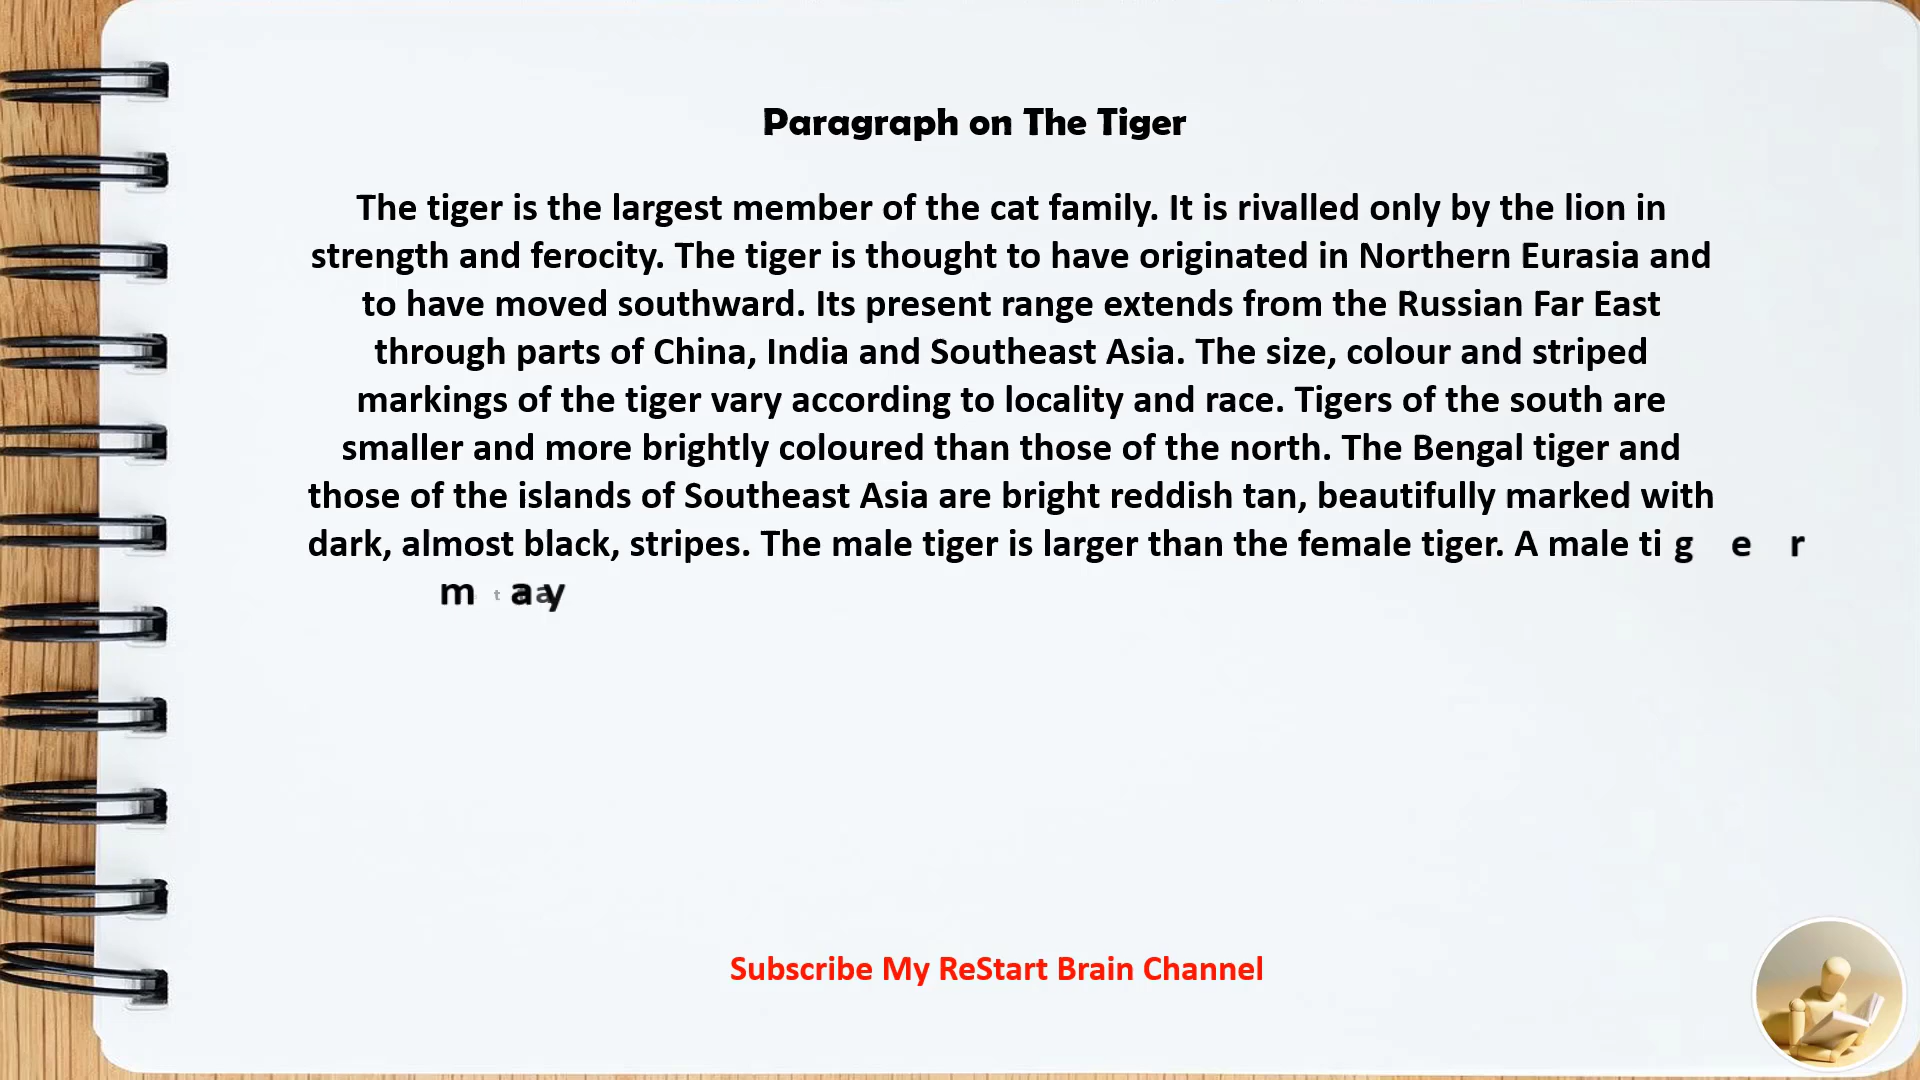 Paragraph on The Tiger
The tiger is the largest member of the cat family. It is rivalled only by the lion in
strength and ferocity. The tiger is thought to have originated in Northern Eurasia and
to have moved southward. Its present range extends from the Russian Far East
through parts of China, India and Southeast Asia. The size, colour and striped
markings of the tiger vary according to locality and race. Tigers of the south are
smaller and more brightly coloured than those of the north. The Bengal tiger and
those of the islands of Southeast Asia are bright reddish tan, beautifully marked with
dark, almost black, stripes. The male tiger is larger than the female tiger. A male tiger
may
Subscribe My ReStart Brain Channel